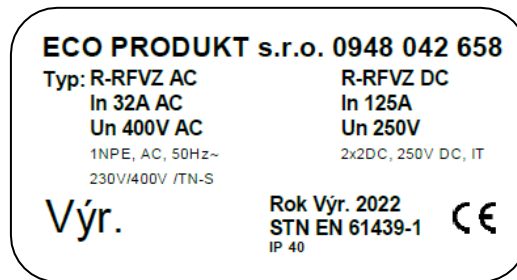 ECO PRODUKT s.r.o. 0948 042 658
Typ: R-RFVZ AC R-RFVZ DC
In 32A AC In 125A
Un 400V AC Un 250V
1NPE, AC, 50Hz~ 2x2DC, 250V DC, IT
230V/400V /TN-S
Výr. Rok Výr. 2022
STN EN 61439-1 CE
IP 40